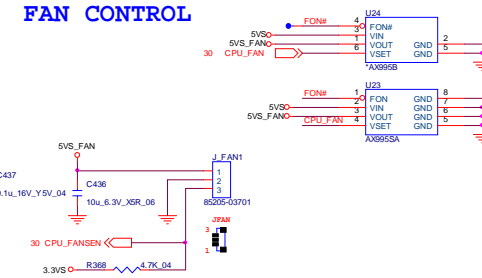 FAN CONTROL
U24
FON# 4 FON#
5VS 3 VIN
5VS_FAN 1 VOUT GND 2
30 CPU_FAN 6 VSET GND 5
*AX995B
U23
FON# 1 FON GND 8
5VS 2 VIN GND 7
5VS_FAN 3 VOUT GND 6
CPU_FAN 4 VSET GND 5
AX995SA
5VS_FAN
J_FAN1
C437
1
C436
2
0.1u_16V_Y5V_04
3
10u_6.3V_X5R_06
85205-03701
JFAN
3
30 CPU_FANSEN
1
3.3VS R368 4.7K_04